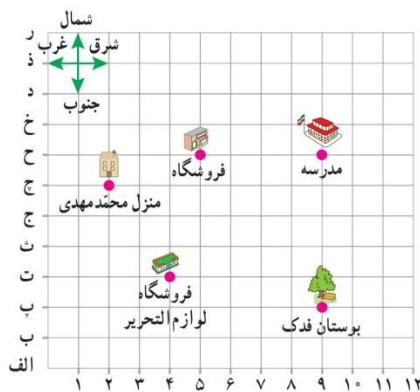 شمال
غرب شرق
جنوب
ر
ذ
د
خ
ح
چ
ج
ث
ت
پ
ب
الف
مدرسه
فروشگاه
منزل محمّدمهدی
فروشگاه
لوازم التحریر
بوستان فدک
۱ ۲ ۳ ۴ ۵ ۶ ۷ ۸ ۹ ۱۰ ۱۱ ۱۲